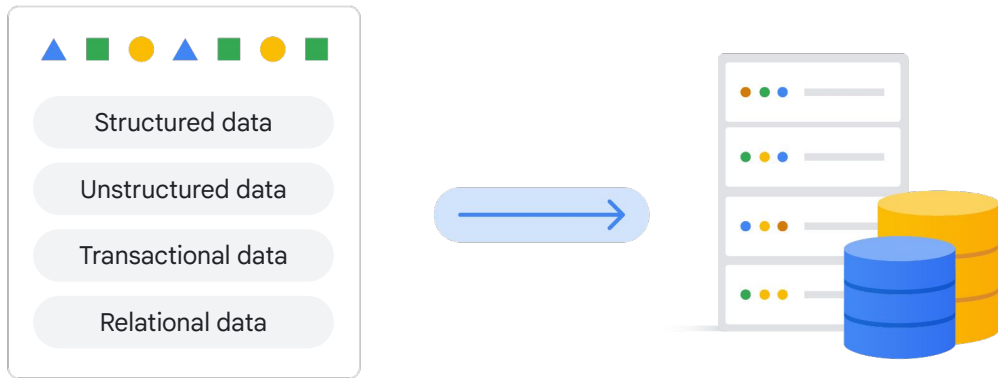 Structured data
Unstructured data
Transactional data
Relational data